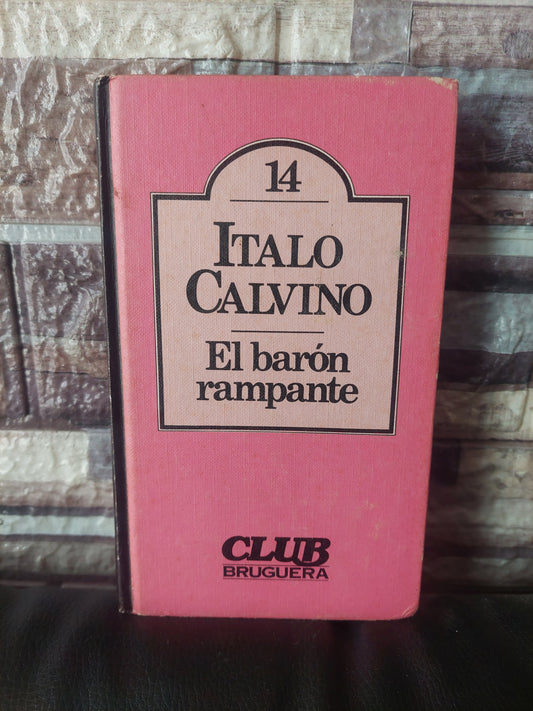 14
ITALO
CALVINO
El barón
rampante
CLUB
BRUGUERA